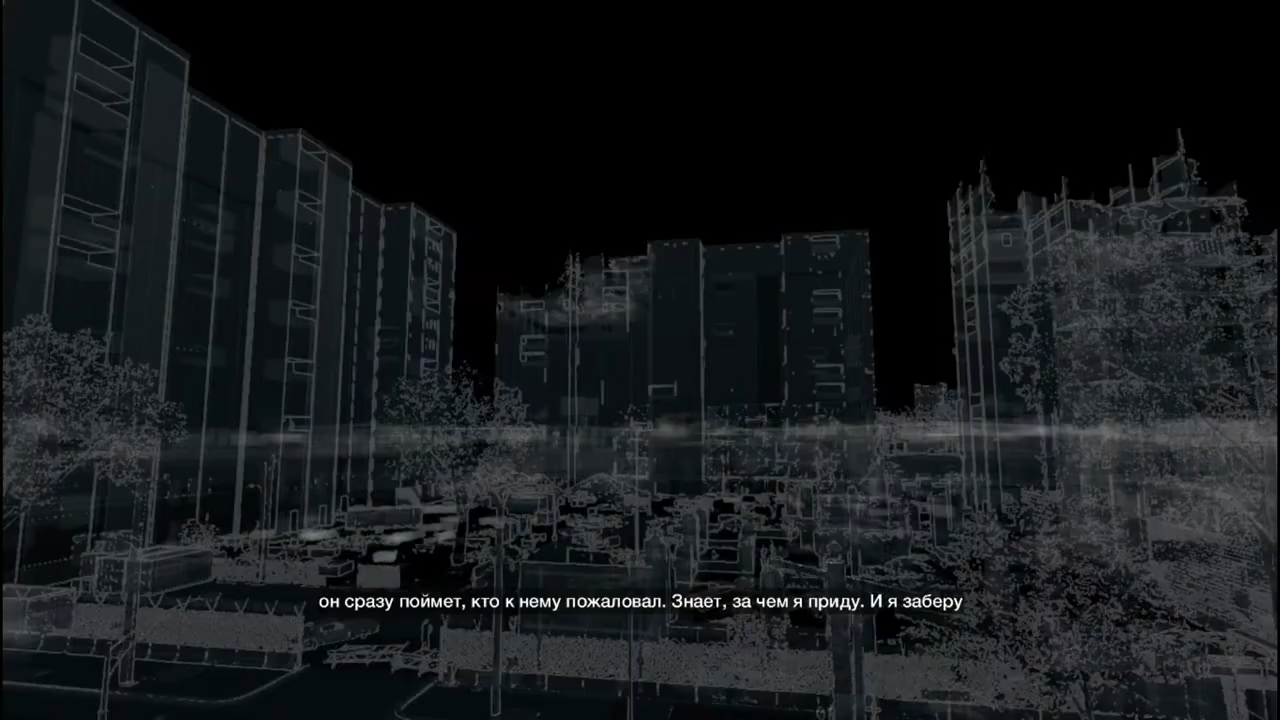 он сразу поймет, кто к нему пожаловал. Знает, за чем я приду. И я заберу